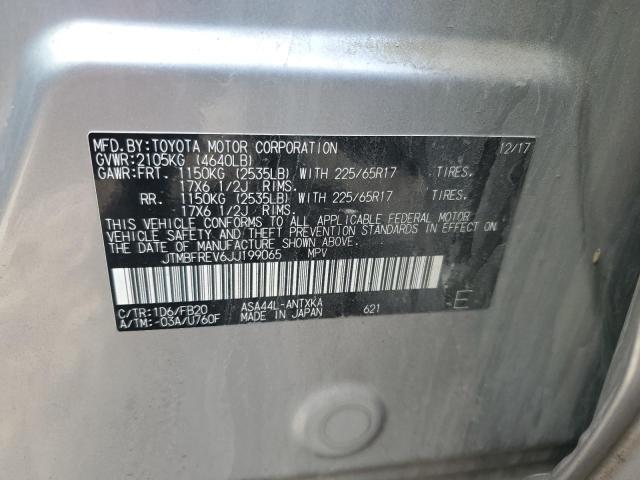 MFD.BY:TOYOTA MOTOR CORPORATION 12/17
GVWR:2105KG (4640LB)
GAWR:FRT. 1150KG (2535LB) WITH 225/65R17 TIRES.
17X6 1/2J RIMS.
RR. 1150KG (2535LB) WITH 225/65R17 TIRES.
17X6 1/2J RIMS.
THIS VEHICLE CONFORMS TO ALL APPLICABLE FEDERAL MOTOR
VEHICLE SAFETY AND THEFT PREVENTION STANDARDS IN EFFECT ON
THE DATE OF MANUFACTURE SHOWN ABOVE.
JTMBFREV6JJ199065 MPV
C/TR:1D6/FB20 ASA44L-ANTXKA 621 E
A/TM:-03A/U760F MADE IN JAPAN